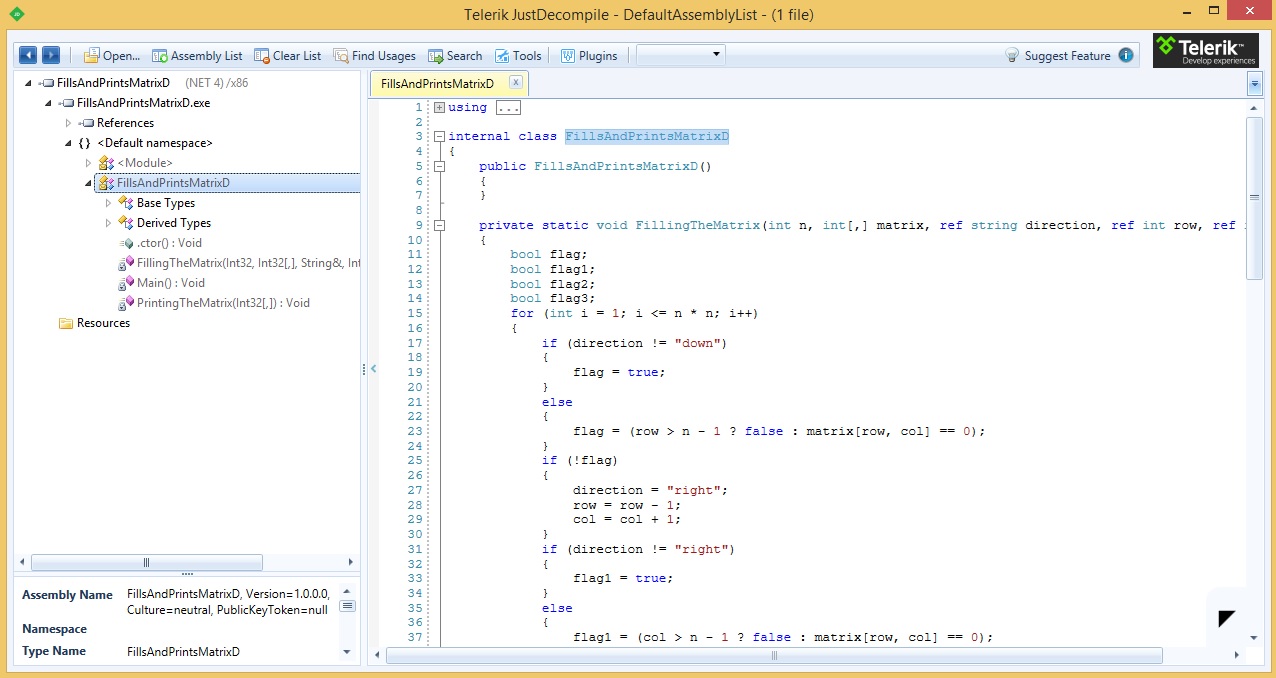 Telerik JustDecompile - DefaultAssemblyList - (1 file)
Open... Assembly List Clear List Find Usages Search Tools Plugins Suggest Feature
Telerik™
Develop experiences
FillsAndPrintsMatrixD (NET 4) /x86
FillsAndPrintsMatrixD.exe
References
{ } <Default namespace>
<Module>
FillsAndPrintsMatrixD
Base Types
Derived Types
.ctor() : Void
FillingTheMatrix(Int32, Int32[,], String&, Int
Main() : Void
PrintingTheMatrix(Int32[,]) : Void
Resources
Assembly Name FillsAndPrintsMatrixD, Version=1.0.0.0,
Culture=neutral, PublicKeyToken=null
Namespace
Type Name FillsAndPrintsMatrixD
FillsAndPrintsMatrixD x
1 using ...
2
3 internal class FillsAndPrintsMatrixD
4 {
5 public FillsAndPrintsMatrixD()
6 {
7 }
8
9 private static void FillingTheMatrix(int n, int[,] matrix, ref string direction, ref int row, ref i
10 {
11 bool flag;
12 bool flag1;
13 bool flag2;
14 bool flag3;
15 for (int i = 1; i <= n * n; i++)
16 {
17 if (direction != "down")
18 {
19 flag = true;
20 }
21 else
22 {
23 flag = (row > n - 1 ? false : matrix[row, col] == 0);
24 }
25 if (!flag)
26 {
27 direction = "right";
28 row = row - 1;
29 col = col + 1;
30 }
31 if (direction != "right")
32 {
33 flag1 = true;
34 }
35 else
36 {
37 flag1 = (col > n - 1 ? false : matrix[row, col] == 0);